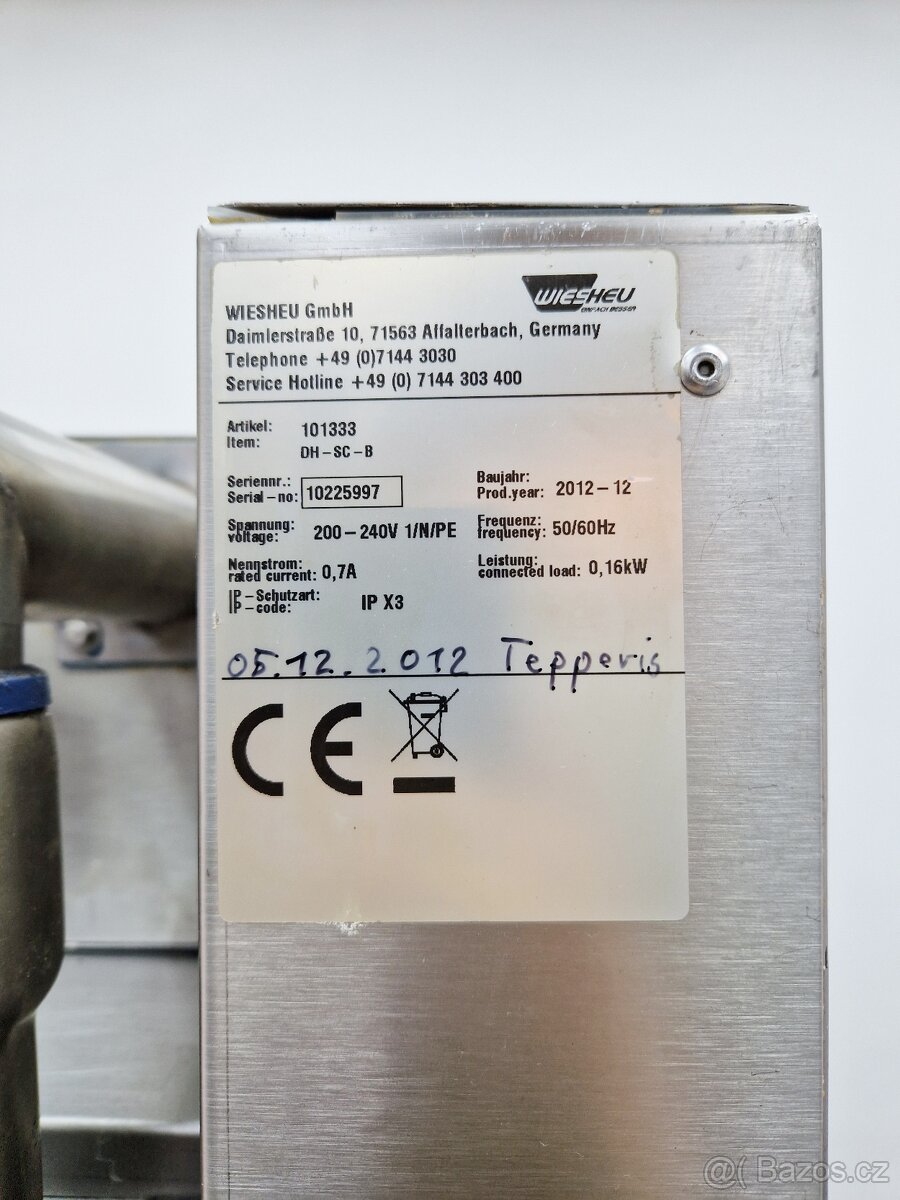 WIESHEU
EINFACH BESSER
WIESHEU GmbH
Daimlerstraße 10, 71563 Affalterbach, Germany
Telephone +49 (0)7144 3030
Service Hotline +49 (0) 7144 303 400
Artikel: 101333
Item: DH-SC-B
Seriennr.:
Serial-no: 10225997
Baujahr:
Prod.year: 2012-12
Spannung:
voltage: 200-240V 1/N/PE
Frequenz:
frequency: 50/60Hz
Nennstrom:
rated current: 0,7A
Leistung:
connected load: 0,16kW
IP-Schutzart:
IP-code: IP X3
05.12.2012 Tepperis
CE
@( Bazos.cz